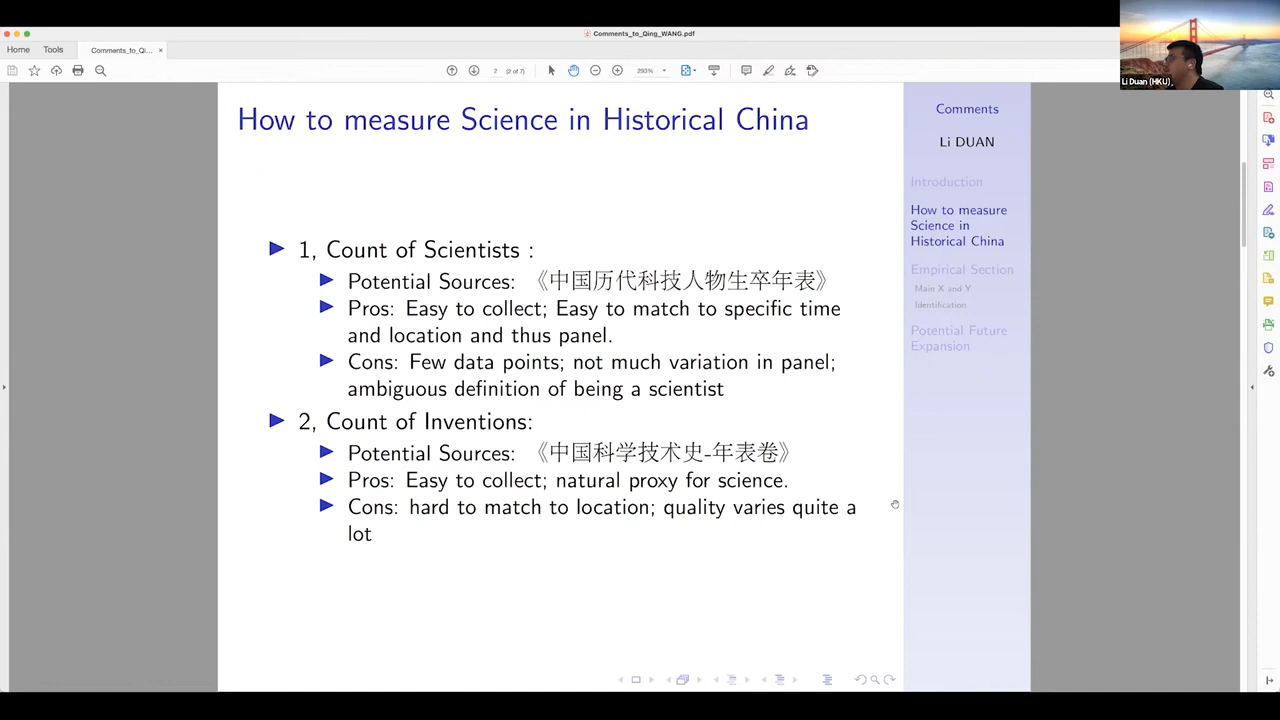 Comments_to_Qing_WANG.pdf
Home
Tools
Comments_to_Qi...
×
2
(2 of 7)
293%
Li Duan (HKU)
How to measure Science in Historical China
1, Count of Scientists :
Potential Sources: 《中国历代科技人物生卒年表》
Pros: Easy to collect; Easy to match to specific time
and location and thus panel.
Cons: Few data points; not much variation in panel;
ambiguous definition of being a scientist
2, Count of Inventions:
Potential Sources: 《中国科学技术史-年表卷》
Pros: Easy to collect; natural proxy for science.
Cons: hard to match to location; quality varies quite a
lot
Comments
Li DUAN
Introduction
How to measure
Science in
Historical China
Empirical Section
Main X and Y
Identification
Potential Future
Expansion